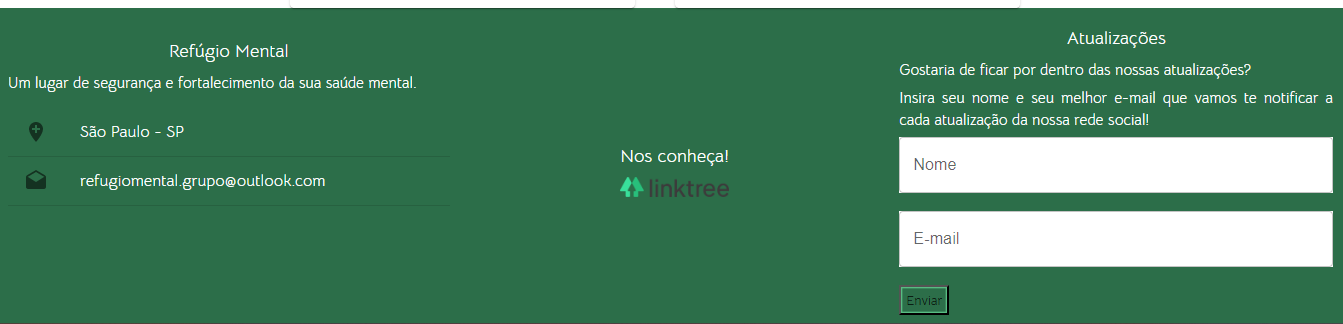 Refúgio Mental
Um lugar de segurança e fortalecimento da sua saúde mental.
São Paulo - SP
refugiomental.grupo@outlook.com
Nos conheça!
linktree
Atualizações
Gostaria de ficar por dentro das nossas atualizações?
Insira seu nome e seu melhor e-mail que vamos te notificar a
cada atualização da nossa rede social!
Nome
E-mail
Enviar